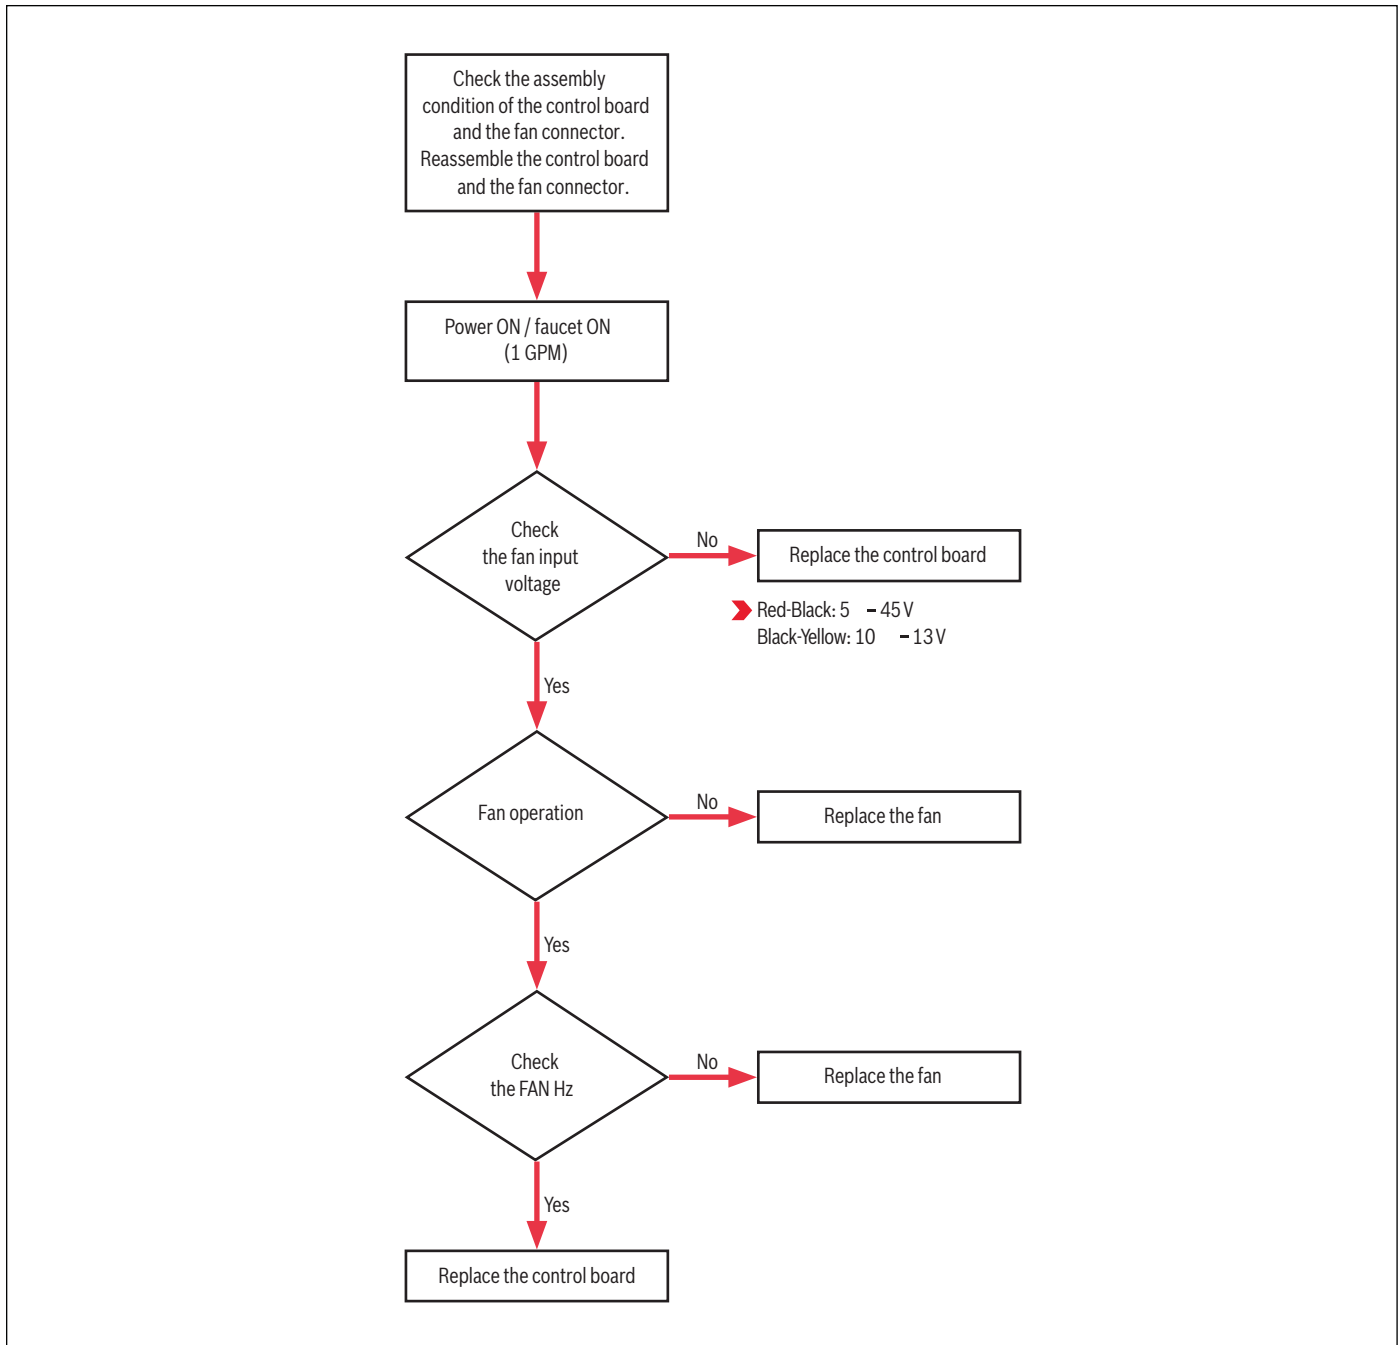 Check the assembly
condition of the control board
and the fan connector.
Reassemble the control board
and the fan connector.
Power ON / faucet ON
(1 GPM)
Check
the fan input
voltage
No
Replace the control board
Red-Black: 5 – 45 V
Black-Yellow: 10 – 13 V
Yes
Fan operation
No
Replace the fan
Yes
Check
the FAN Hz
No
Replace the fan
Yes
Replace the control board